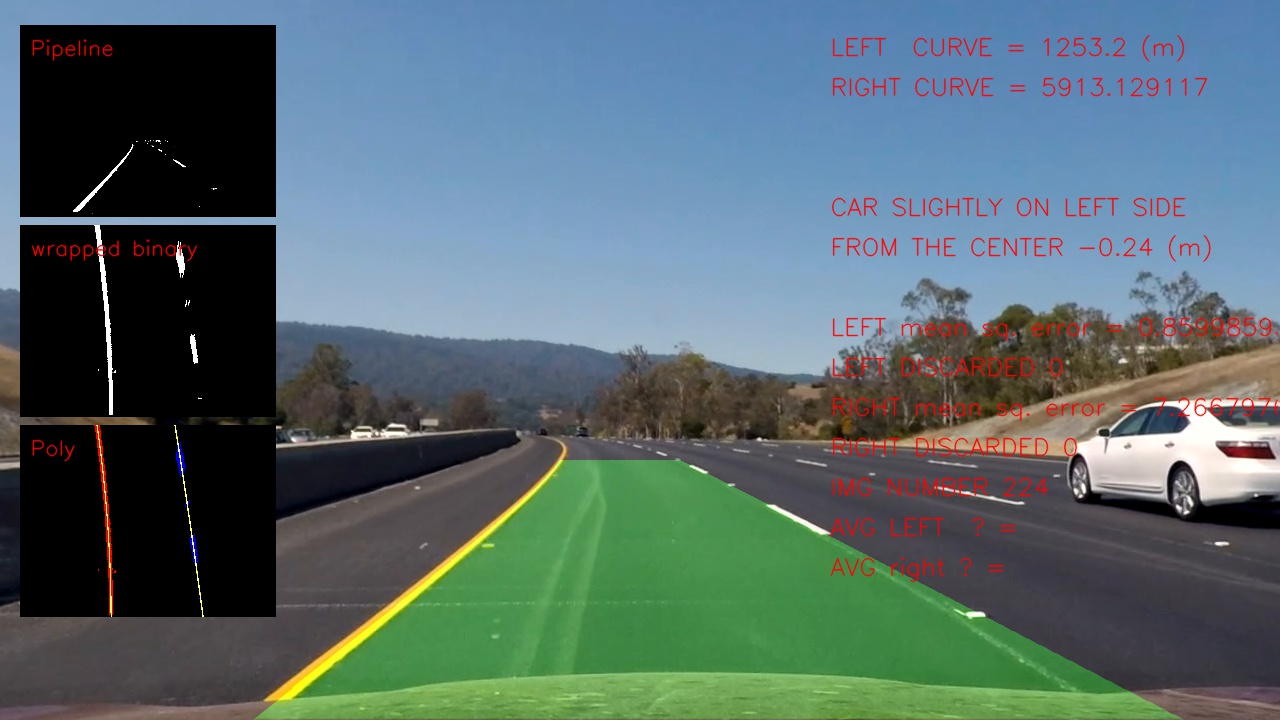 Pipeline
wrapped binary
Poly
LEFT CURVE = 1253.2 (m)
RIGHT CURVE = 5913.129117
CAR SLIGHTLY ON LEFT SIDE
FROM THE CENTER -0.24 (m)
LEFT mean sq. error = 0.8599859
LEFT DISCARDED 0
RIGHT mean sq. error = 7.266797
RIGHT DISCARDED 0
IMG NUMBER 224
AVG LEFT ? =
AVG right ? =